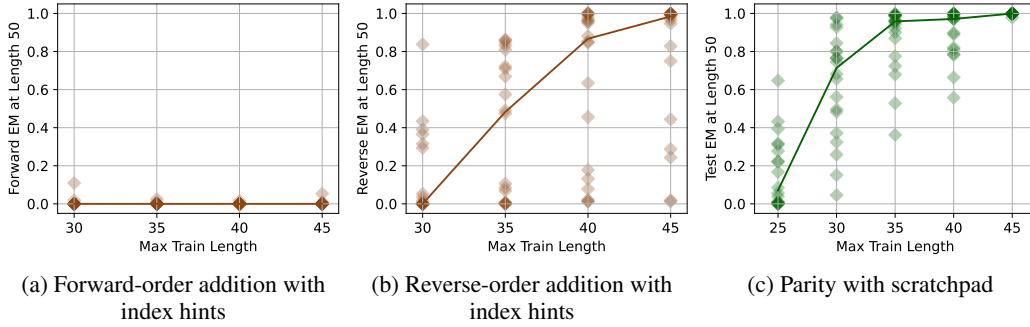 1.0
0.8
0.6
0.4
0.2
0.0
Forward EM at Length 50
30
35
40
45
Max Train Length
(a) Forward-order addition with
index hints
1.0
0.8
0.6
0.4
0.2
0.0
Reverse EM at Length 50
30
35
40
45
Max Train Length
(b) Reverse-order addition with
index hints
1.0
0.8
0.6
0.4
0.2
0.0
Test EM at Length 50
25
30
35
40
45
Max Train Length
(c) Parity with scratchpad